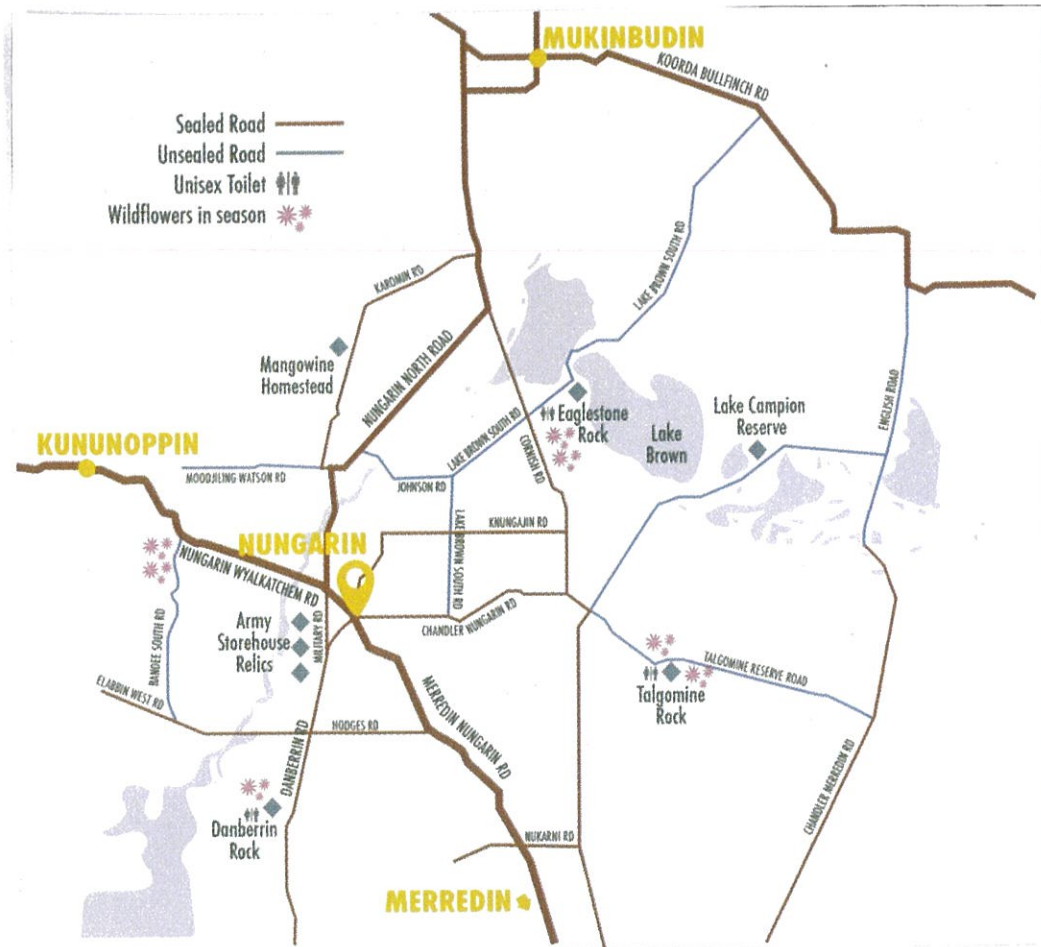 MUKINBUDIN
KOORDA BULLFINCH RD
Sealed Road
Unsealed Road
Unisex Toilet
Wildflowers in season
LAKE BROWN SOUTH RD
KAROMIN RD
Mangowine
Homestead
NUNGARIN NORTH ROAD
ENGLISH ROAD
LAKE BROWN SOUTH RD
Eaglestone
Rock
Lake
Brown
Lake Campion
Reserve
CORNISH RD
KUNUNOPPIN
MOODJILING WATSON RD
JOHNSON RD
LAKE BROWN SOUTH RD
KNUNGAJIN RD
NUNGARIN
NUNGARIN WYALKATCHEM RD
Army
Storehouse
Relics
MILITARY RD
CHANDLER NUNGARIN RD
BANDEE SOUTH RD
ELABBIN WEST RD
TALGOMINE RESERVE ROAD
Talgomine
Rock
MERREDIN NUNGARIN RD
HODGES RD
DANBERRIN RD
CHANDLER MERREDIN RD
Danberrin
Rock
NUKARNI RD
MERREDIN